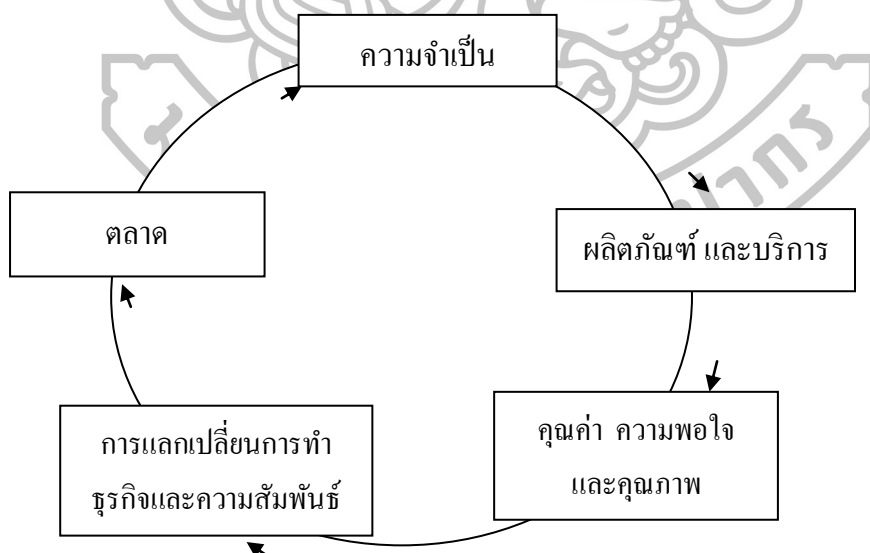 ความจำเป็น
ผลิตภัณฑ์ และบริการ
คุณค่า ความพอใจ
และคุณภาพ
การแลกเปลี่ยนการทำ
ธุรกิจและความสัมพันธ์
ตลาด